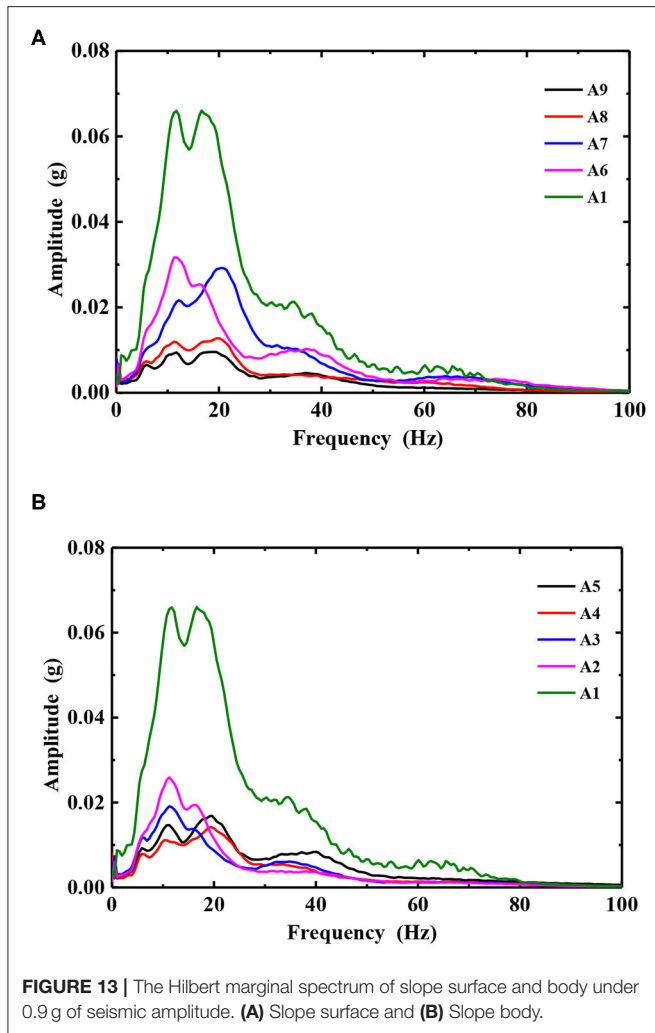 A
0.08
0.06
0.04
0.02
0.00
Amplitude (g)
A9
A8
A7
A6
A1
0 20 40 60 80 100
Frequency (Hz)
B
0.08
0.06
0.04
0.02
0.00
Amplitude (g)
A5
A4
A3
A2
A1
0 20 40 60 80 100
Frequency (Hz)
FIGURE 13 | The Hilbert marginal spectrum of slope surface and body under
0.9 g of seismic amplitude. (A) Slope surface and (B) Slope body.